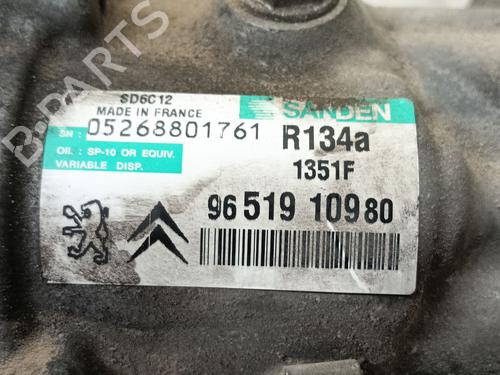 SD6C12
MADE IN FRANCE
SANDEN
SN : 05268801761
R134a
OIL : SP-10 OR EQUIV.
VARIABLE DISP.
1351F
96 519 109 80
B-PARTS